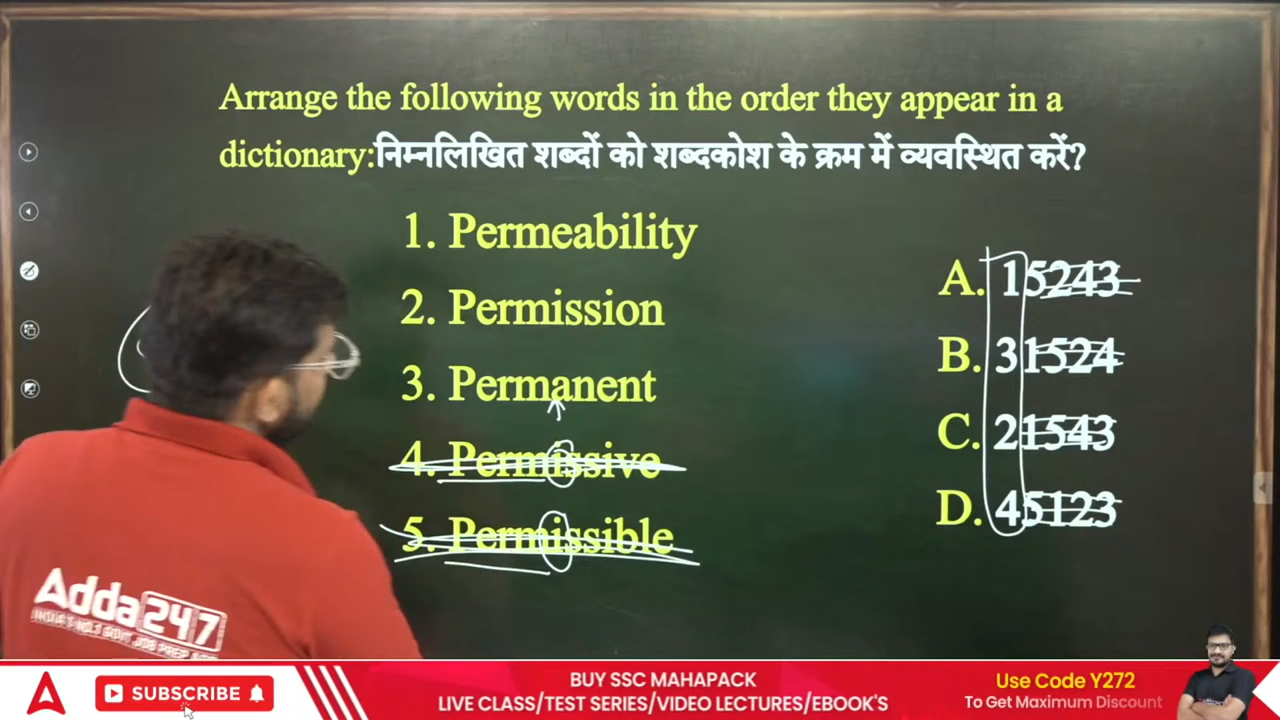 Arrange the following words in the order they appear in a
dictionary:निम्नलिखित शब्दों को शब्दकोश के क्रम में व्यवस्थित करें?
1. Permeability
2. Permission
3. Permanent
4. Permissive
5. Permissible
A. 15243
B. 31524
C. 21543
D. 45123
Adda247
SUBSCRIBE
BUY SSC MAHAPACK
LIVE CLASS/TEST SERIES/VIDEO LECTURES/EBOOK'S
Use Code Y272
To Get Maximum Discount